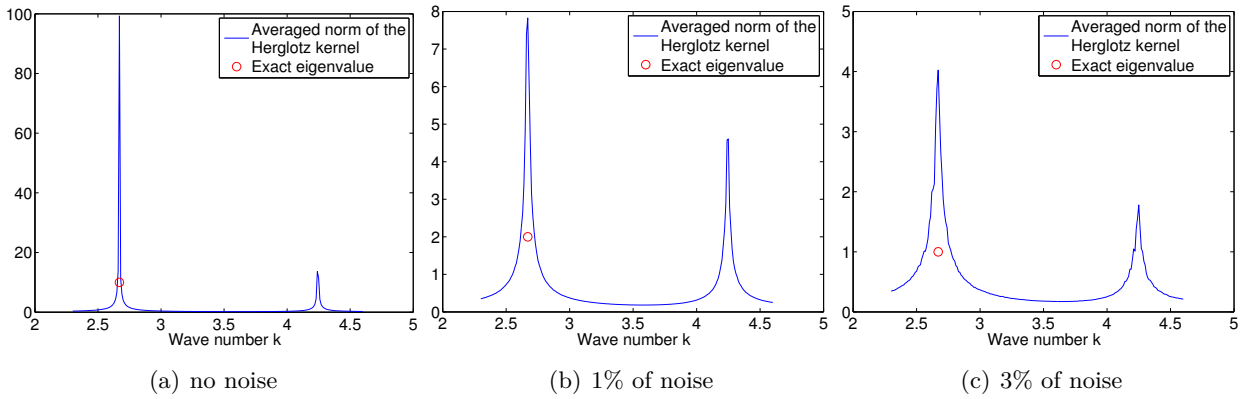 100
80
60
40
20
0
2
2.5
3
3.5
4
4.5
5
Wave number k
Averaged norm of the
Herglotz kernel
Exact eigenvalue
(a) no noise
8
7
6
5
4
3
2
1
0
2
2.5
3
3.5
4
4.5
5
Wave number k
Averaged norm of the
Herglotz kernel
Exact eigenvalue
(b) 1% of noise
5
4
3
2
1
0
2
2.5
3
3.5
4
4.5
5
Wave number k
Averaged norm of the
Herglotz kernel
Exact eigenvalue
(c) 3% of noise